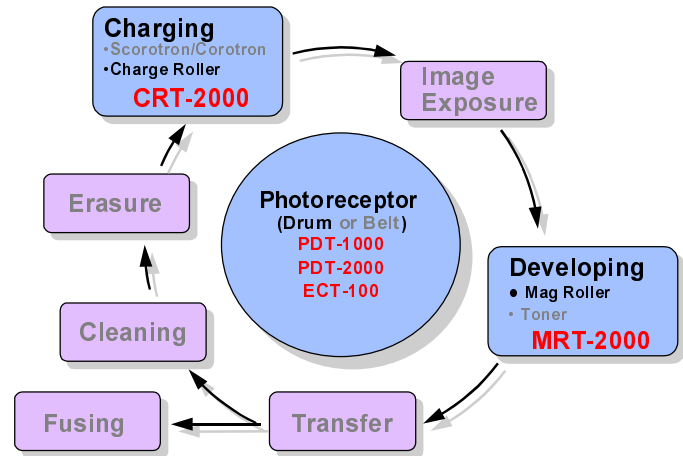 Charging
•Scorotron/Corotron
•Charge Roller
CRT-2000
Image
Exposure
Erasure
Photoreceptor
(Drum or Belt)
PDT-1000
PDT-2000
ECT-100
Developing
● Mag Roller
• Toner
MRT-2000
Cleaning
Fusing
Transfer